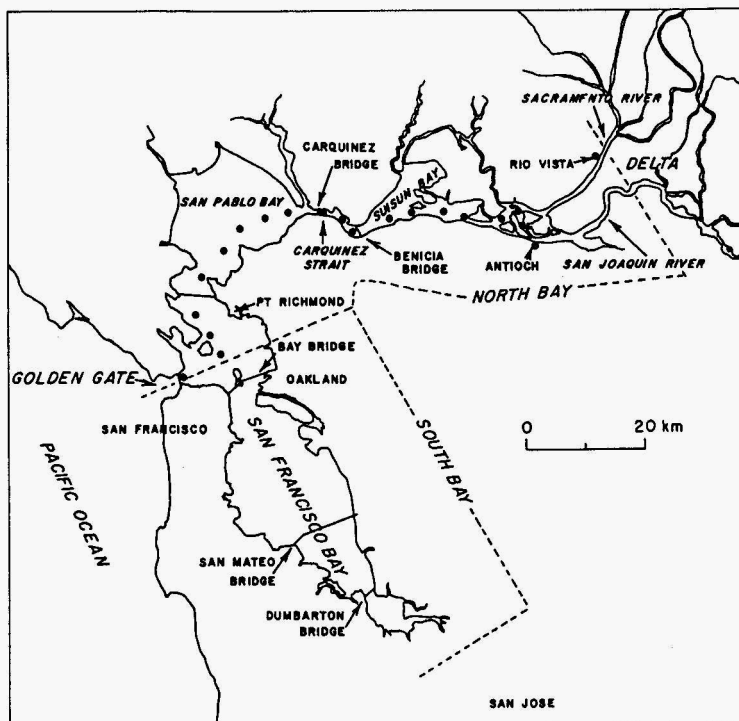 SACRAMENTO RIVER
CARQUINEZ
BRIDGE
RIO VISTA
DELTA
SUISUN BAY
SAN PABLO BAY
CARQUINEZ
STRAIT
BENICIA
BRIDGE
ANTIOCH
SAN JOAQUIN RIVER
NORTH BAY
PT RICHMOND
BAY BRIDGE
GOLDEN GATE
OAKLAND
SAN FRANCISCO
0 20 km
SOUTH BAY
PACIFIC OCEAN
SAN FRANCISCO BAY
SAN MATEO
BRIDGE
DUMBARTON
BRIDGE
SAN JOSE